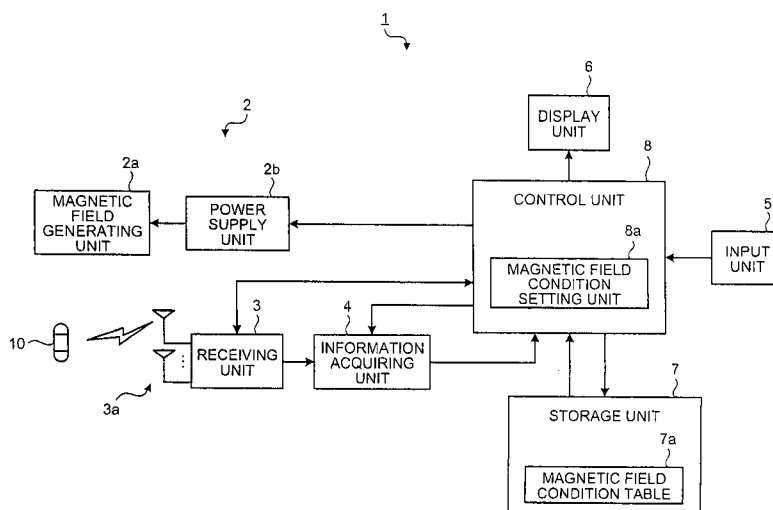 1
6
DISPLAY
UNIT
2
8
2a
2b
CONTROL UNIT
MAGNETIC
FIELD
GENERATING
UNIT
POWER
SUPPLY
UNIT
5
INPUT
UNIT
8a
MAGNETIC FIELD
CONDITION
SETTING UNIT
3
4
10
RECEIVING
UNIT
INFORMATION
ACQUIRING
UNIT
3a
7
STORAGE UNIT
7a
MAGNETIC FIELD
CONDITION TABLE